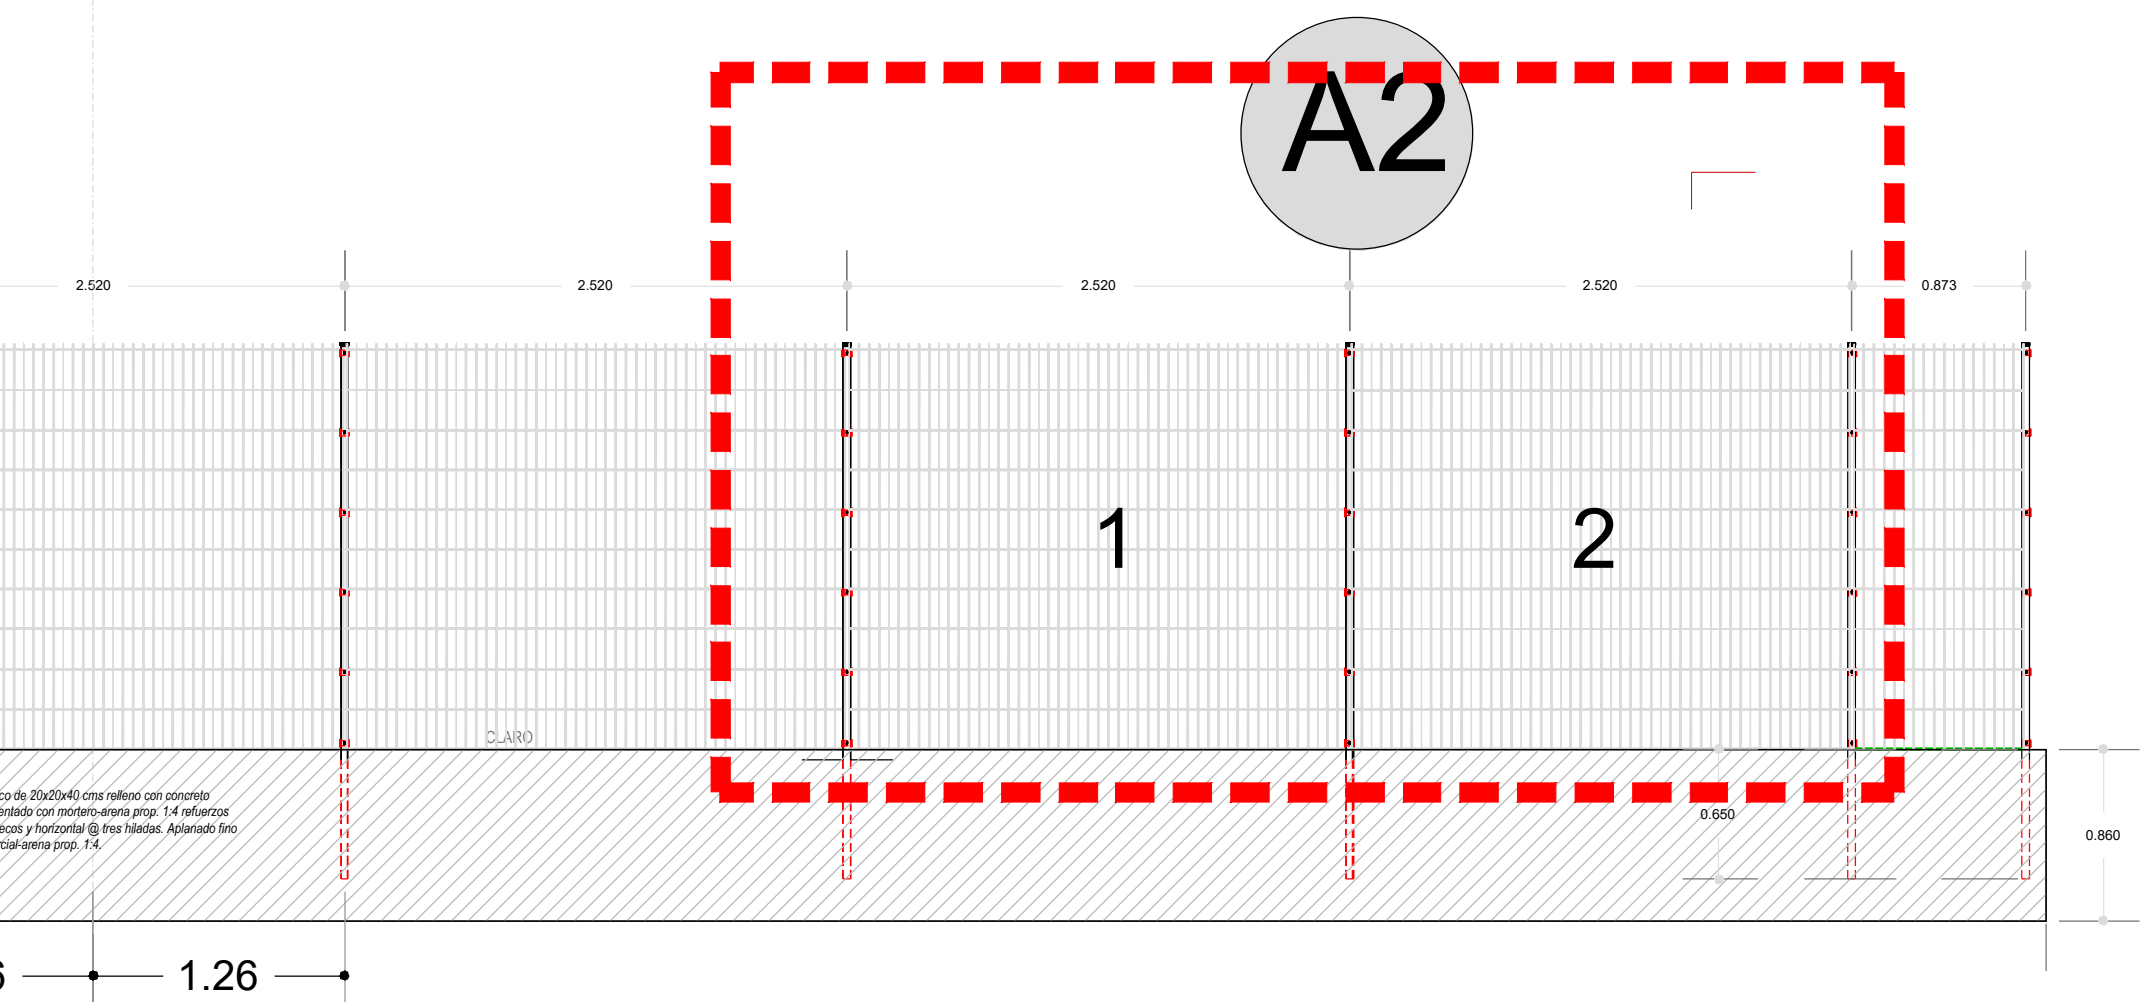 A2
2.520
2.520
2.520
2.520
0.873
1
2
CLARO
co de 20x20x40 cms relleno con concreto
entado con mortero-arena prop. 1:4 refuerzos
ecos y horizontal @ tres hiladas. Aplanado fino
rcial-arena prop. 1:4.
0.650
0.860
1.26